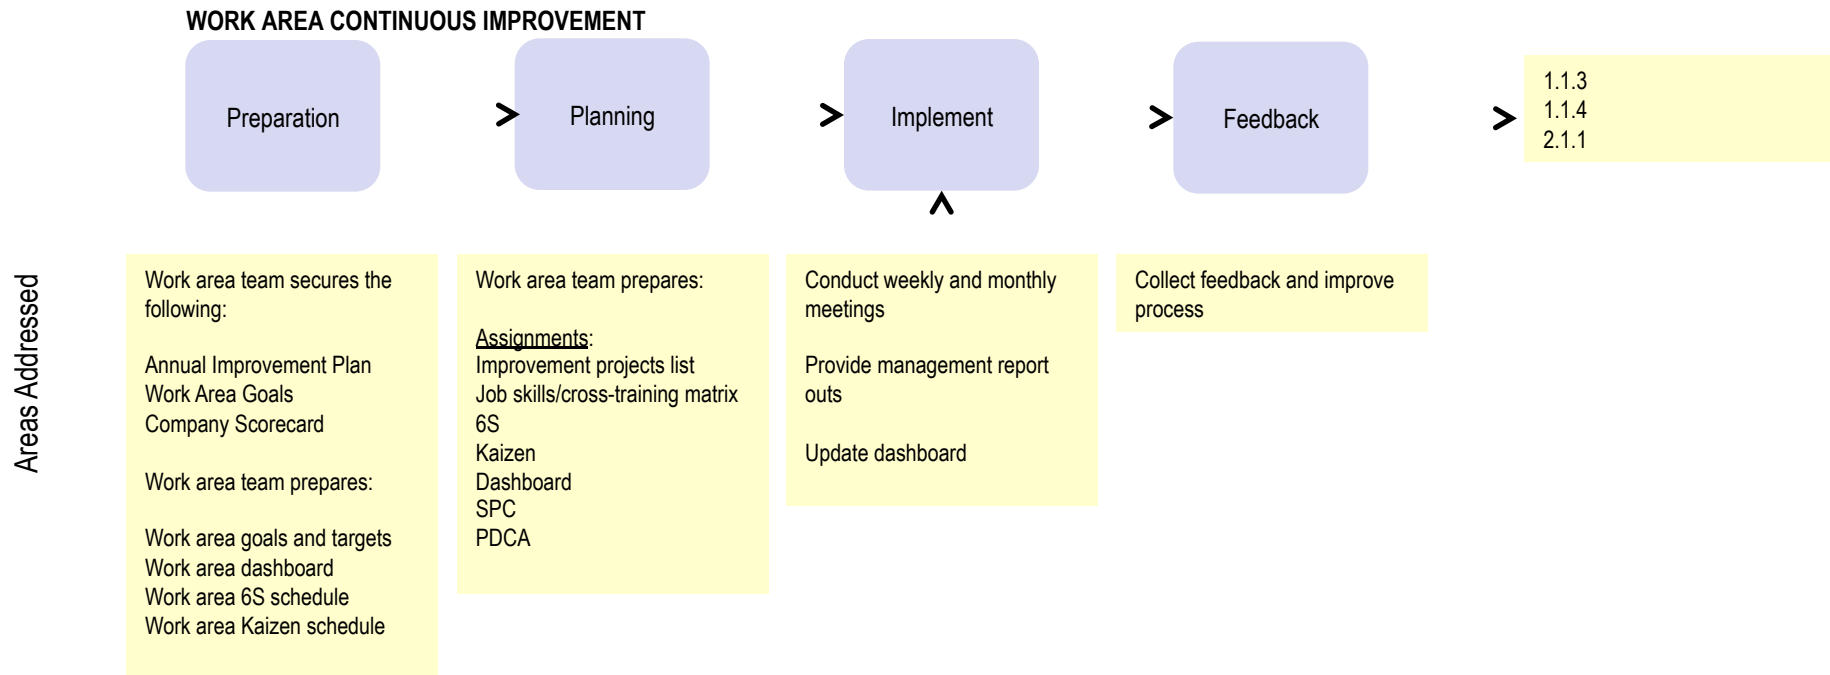 WORK AREA CONTINUOUS IMPROVEMENT
Preparation
Planning
Implement
Feedback
1.1.3
1.1.4
2.1.1
Areas Addressed
Work area team secures the
following:
Annual Improvement Plan
Work Area Goals
Company Scorecard
Work area team prepares:
Work area goals and targets
Work area dashboard
Work area 6S schedule
Work area Kaizen schedule
Work area team prepares:
Assignments:
Improvement projects list
Job skills/cross-training matrix
6S
Kaizen
Dashboard
SPC
PDCA
Conduct weekly and monthly
meetings
Provide management report
outs
Update dashboard
Collect feedback and improve
process